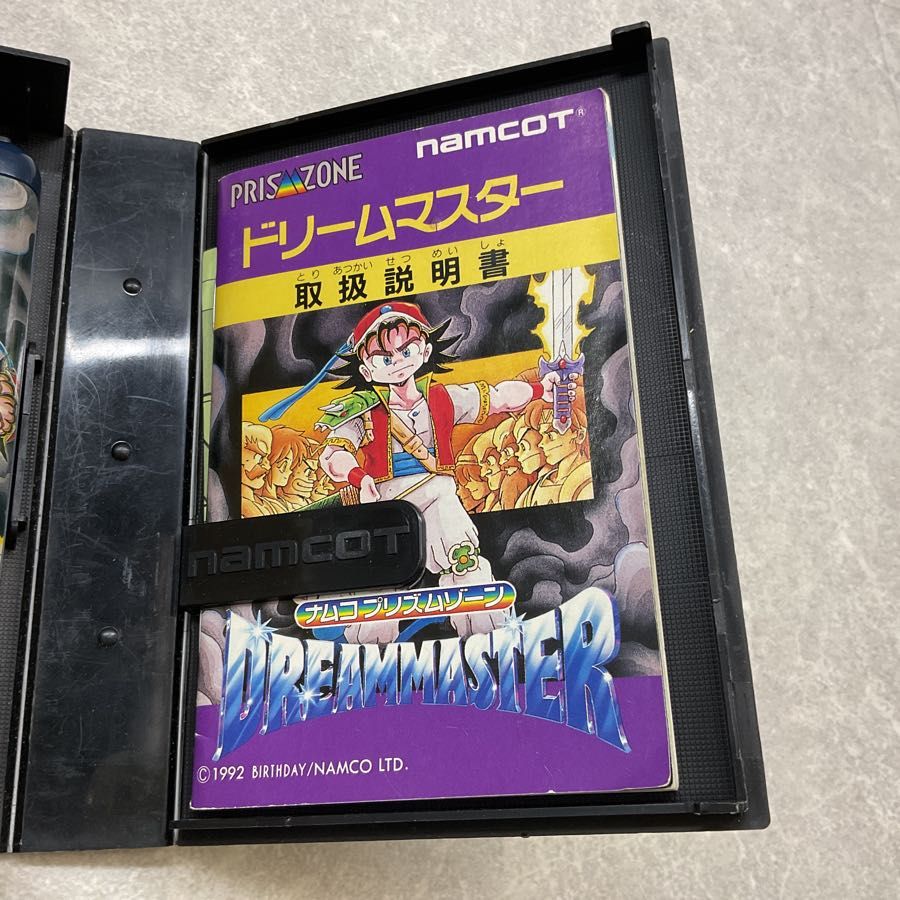 namcoT®
PRISMZONE
ドリームマスター
とり あつかい せつ めい しょ
取扱説明書
namcoT
ナムコ プリズムゾーン
DREAMMASTER
©1992 BIRTHDAY/NAMCO LTD.